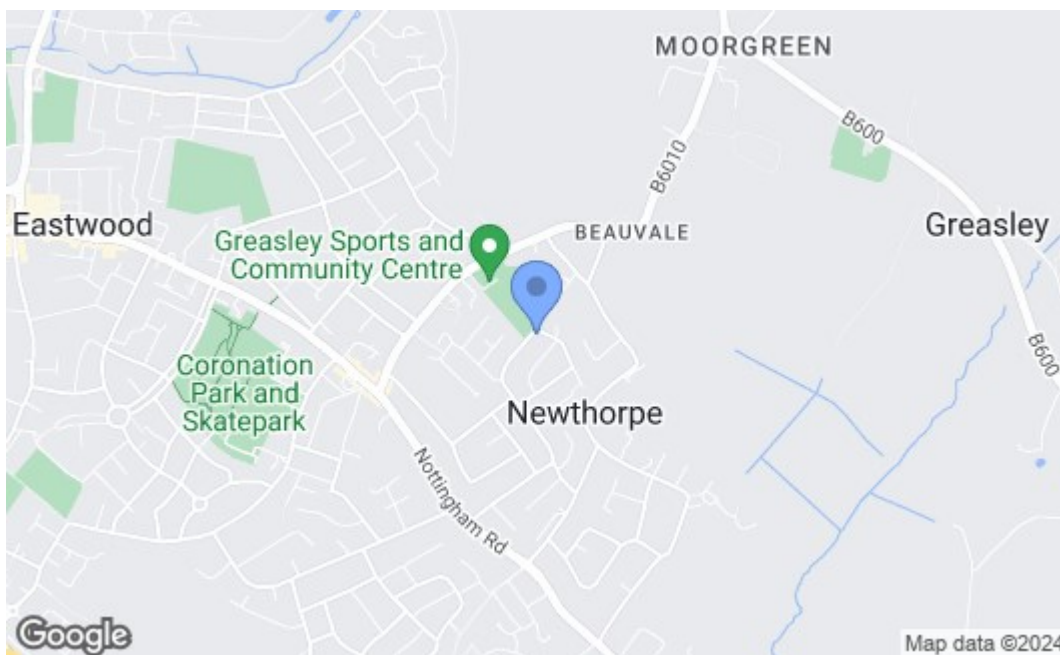 MOORGREEN
B600
B6010
Eastwood
Greasley Sports and
Community Centre
BEAUVALE
Greasley
B600
Coronation
Park and
Skatepark
Newthorpe
Nottingham Rd
Google
Map data ©2024